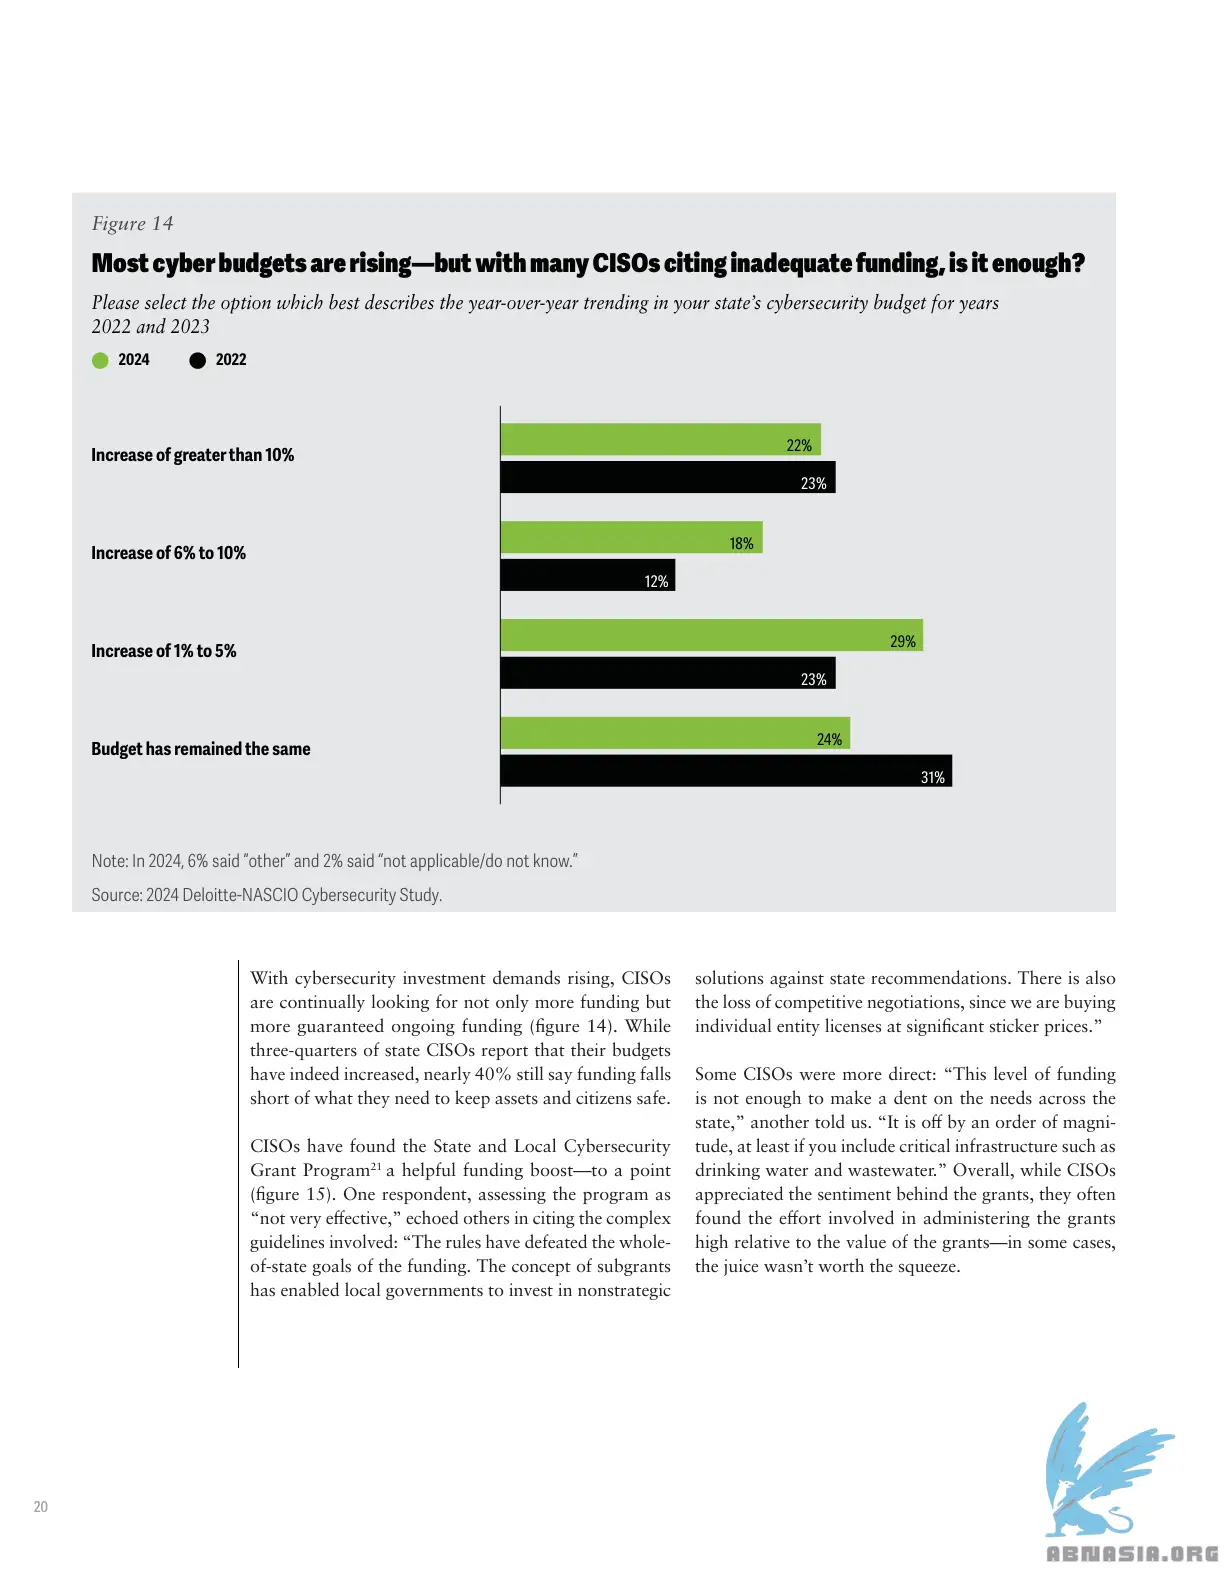 Figure 14
Most cyber budgets are rising—but with many CISOs citing inadequate funding, is it enough?
Please select the option which best describes the year-over-year trending in your state’s cybersecurity budget for years
2022 and 2023
2024 2022
Increase of greater than 10%
22%
23%
Increase of 6% to 10%
18%
12%
Increase of 1% to 5%
29%
23%
Budget has remained the same
24%
31%
Note: In 2024, 6% said “other” and 2% said “not applicable/do not know.”
Source: 2024 Deloitte-NASCIO Cybersecurity Study.
With cybersecurity investment demands rising, CISOs
are continually looking for not only more funding but
more guaranteed ongoing funding (figure 14). While
three-quarters of state CISOs report that their budgets
have indeed increased, nearly 40% still say funding falls
short of what they need to keep assets and citizens safe.
CISOs have found the State and Local Cybersecurity
Grant Program21 a helpful funding boost—to a point
(figure 15). One respondent, assessing the program as
“not very effective,” echoed others in citing the complex
guidelines involved: “The rules have defeated the whole-
of-state goals of the funding. The concept of subgrants
has enabled local governments to invest in nonstrategic
solutions against state recommendations. There is also
the loss of competitive negotiations, since we are buying
individual entity licenses at significant sticker prices.”
Some CISOs were more direct: “This level of funding
is not enough to make a dent on the needs across the
state,” another told us. “It is off by an order of magni-
tude, at least if you include critical infrastructure such as
drinking water and wastewater.” Overall, while CISOs
appreciated the sentiment behind the grants, they often
found the effort involved in administering the grants
high relative to the value of the grants—in some cases,
the juice wasn’t worth the squeeze.
20
ABNASIA.ORG